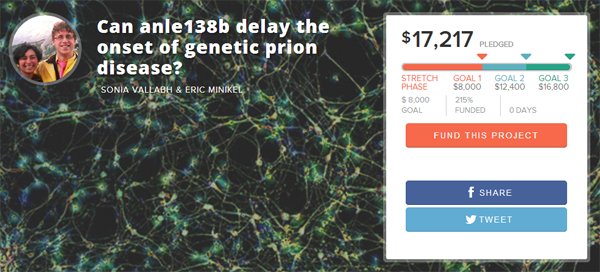 Can anle138b delay the
onset of genetic prion
disease?
SONIA VALLABH & ERIC MINIKEL
$17,217 PLEDGED
STRETCH PHASE
GOAL 1
$8,000
GOAL 2
$12,400
GOAL 3
$16,800
$ 8,000
GOAL
215%
FUNDED
0 DAYS
FUND THIS PROJECT
SHARE
TWEET